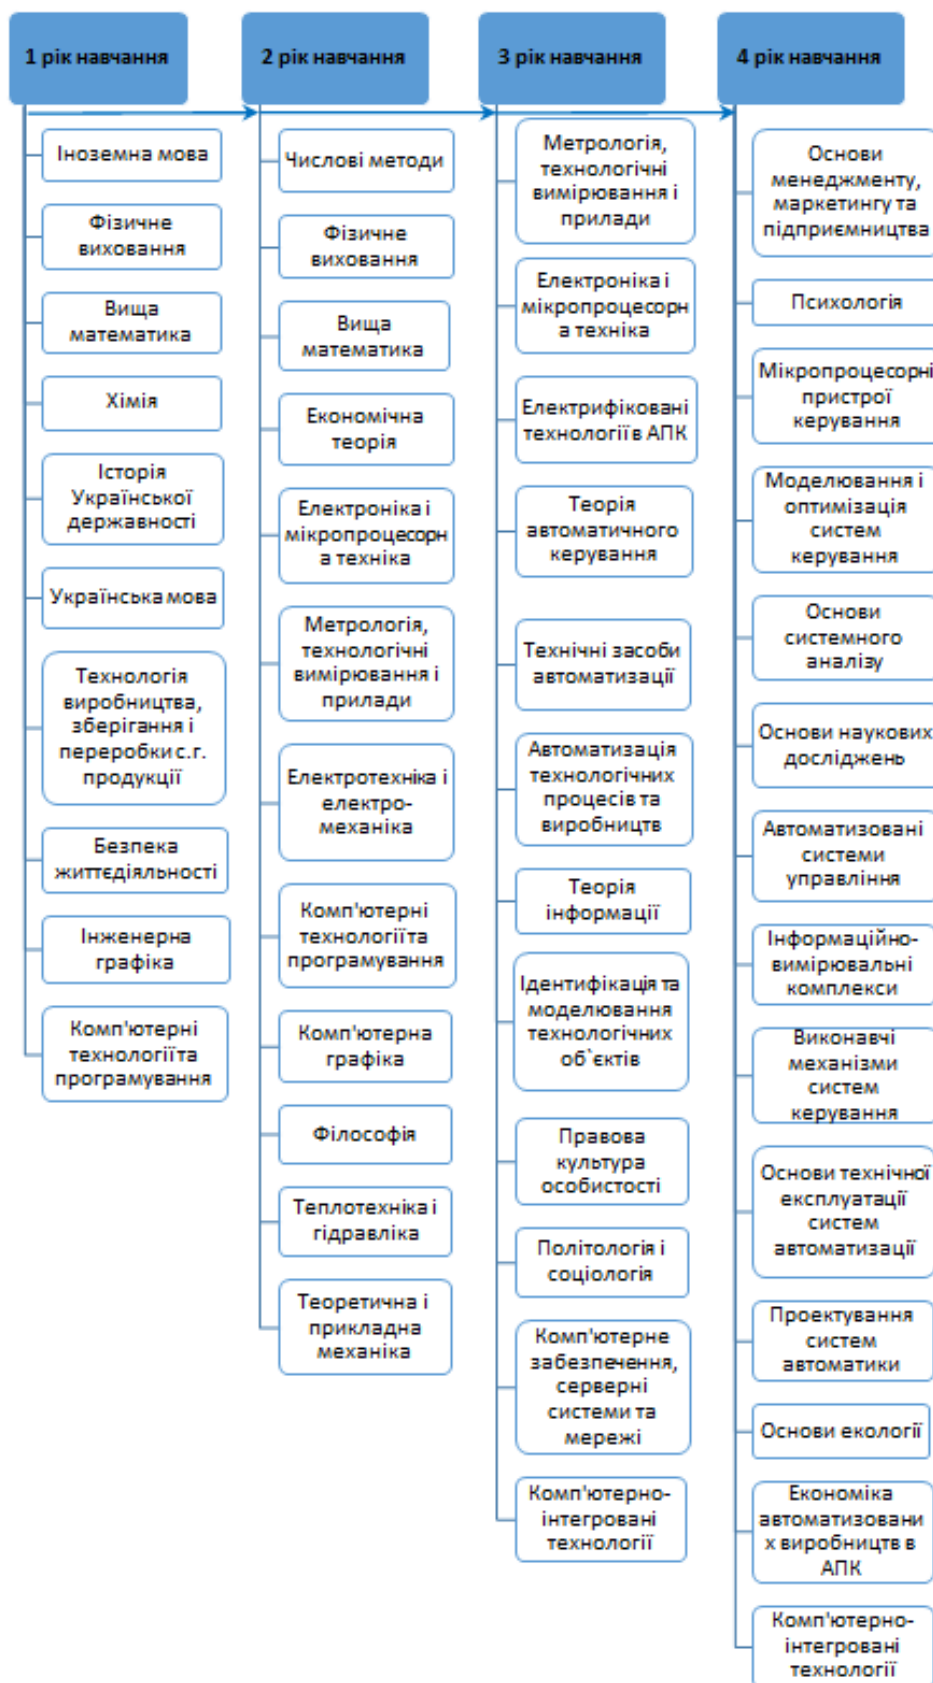 1 рік навчання
Іноземна мова
Фізичне
виховання
Вища
математика
Хімія
Історія
Української
державності
Українська мова
Технологія
виробництва,
зберігання і
переробки с.г.
продукції
Безпека
життєдіяльності
Інженерна
графіка
Комп'ютерні
технології та
програмування
2 рік навчання
Числові методи
Фізичне
виховання
Вища
математика
Економічна
теорія
Електроніка і
мікропроцесорн
а техніка
Метрологія,
технологічні
вимірювання і
прилади
Електротехніка і
електро-
механіка
Комп'ютерні
технології та
програмування
Комп'ютерна
графіка
Філософія
Теплотехніка і
гідравліка
Теоретична і
прикладна
механіка
3 рік навчання
Метрологія,
технологічні
вимірювання і
прилади
Електроніка і
мікропроцесорн
а техніка
Електрифіковані
технології в АПК
Теорія
автоматичного
керування
Технічні засоби
автоматизації
Автоматизація
технологічних
процесів та
виробництв
Теорія
інформації
Ідентифікація та
моделювання
технологічних
об`єктів
Правова
культура
особистості
Політологія і
соціологія
Комп'ютерне
забезпечення,
серверні
системи та
мережі
Комп'ютерно-
інтегровані
технології
4 рік навчання
Основи
менеджменту,
маркетингу та
підприємництва
Психологія
Мікропроцесорні
пристрої
керування
Моделювання і
оптимізація
систем
керування
Основи
системного
аналізу
Основи наукових
досліджень
Автоматизовані
системи
управління
Інформаційно-
вимірювальні
комплекси
Виконавчі
механізми
систем
керування
Основи технічної
експлуатації
систем
автоматизації
Проектування
систем
автоматики
Основи екології
Економіка
автоматизовани
х виробництв в
АПК
Комп'ютерно-
інтегровані
технології